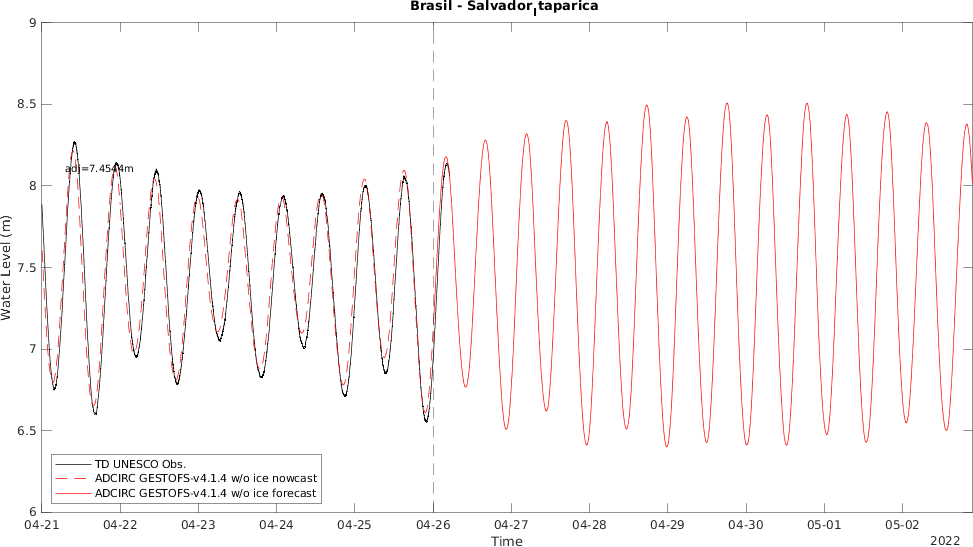 Brasil - Salvador_Itaparica
9
8.5
8
7.5
7
6.5
6
Water Level (m)
adj=7.4544m
TD UNESCO Obs.
ADCIRC GESTOFS-v4.1.4 w/o ice nowcast
ADCIRC GESTOFS-v4.1.4 w/o ice forecast
04-21 04-22 04-23 04-24 04-25 04-26 04-27 04-28 04-29 04-30 05-01 05-02
Time
2022